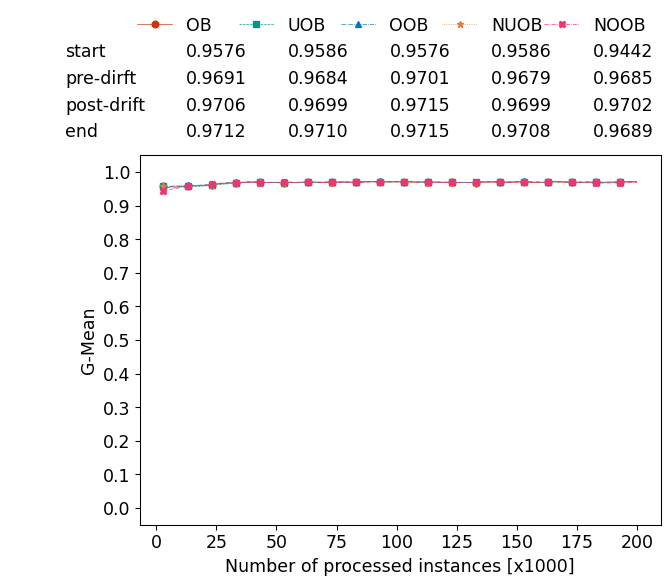 OB UOB OOB NUOB NOOB
start 0.9576 0.9586 0.9576 0.9586 0.9442
pre-dirft 0.9691 0.9684 0.9701 0.9679 0.9685
post-drift 0.9706 0.9699 0.9715 0.9699 0.9702
end 0.9712 0.9710 0.9715 0.9708 0.9689
1.0
0.9
0.8
0.7
0.6
0.5
0.4
0.3
0.2
0.1
0.0
G-Mean
0 25 50 75 100 125 150 175 200
Number of processed instances [x1000]